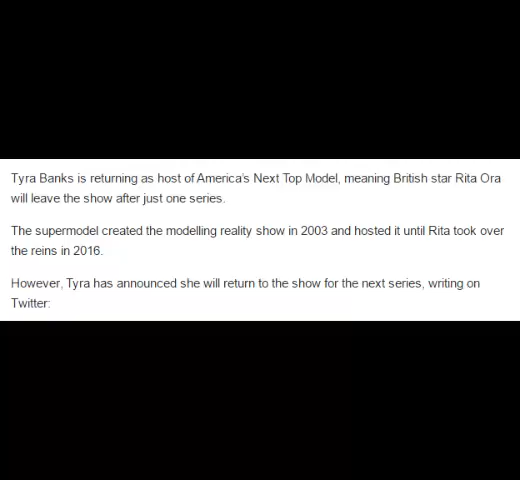 Tyra Banks is returning as host of America's Next Top Model, meaning British star Rita Ora
will leave the show after just one series.
The supermodel created the modelling reality show in 2003 and hosted it until Rita took over
the reins in 2016.
However, Tyra has announced she will return to the show for the next series, writing on
Twitter: